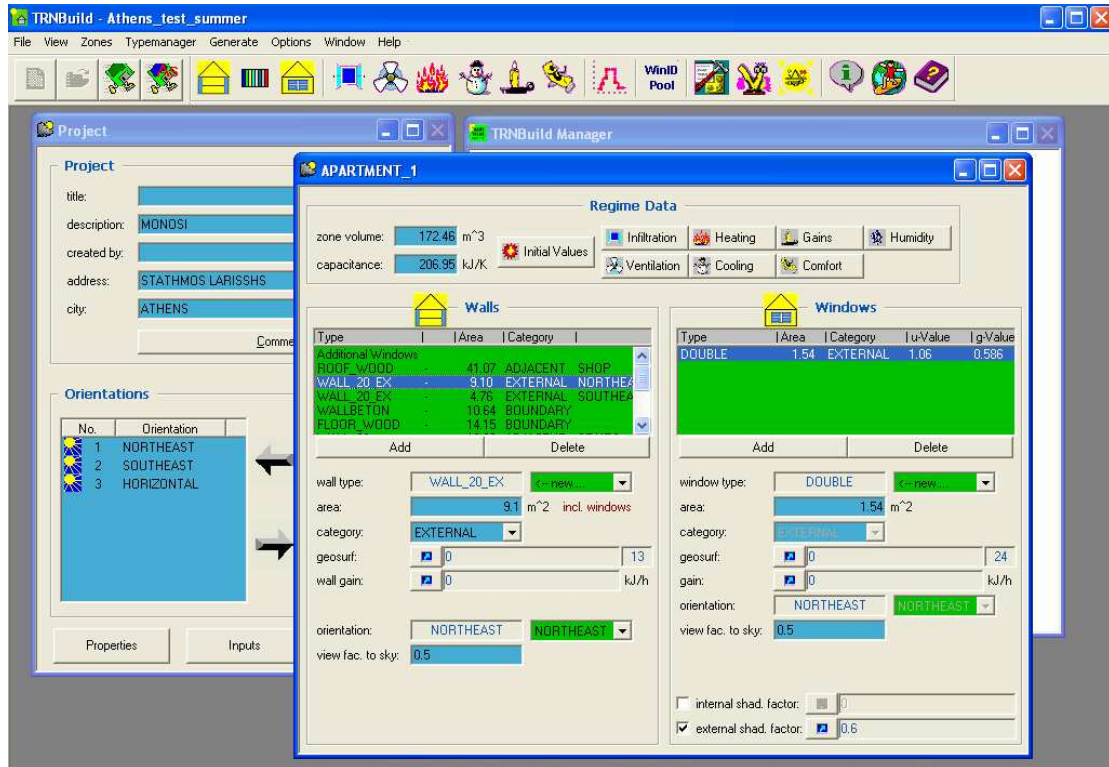 TRNBuild - Athens_test_summer
File View Zones Typemanager Generate Options Window Help
WinID Pool
Project
TRNBuild Manager
Project
title:
description: MONOSI
created by:
address: STATHMOS LARISSHS
city: ATHENS
Comme
Orientations
No. Orientation
1 NORTHEAST
2 SOUTHEAST
3 HORIZONTAL
Properties Inputs
APARTMENT_1
Regime Data
zone volume: 172.46 m^3
capacitance: 206.95 kJ/K
Initial Values
Infiltration Heating Gains Humidity
Ventilation Cooling Comfort
Walls
Type | | Area | Category |
Additional Windows
ROOF_WOOD - 41.07 ADJACENT SHOP
WALL_20_EX - 9.10 EXTERNAL NORTHEA
WALL_20_EX - 4.76 EXTERNAL SOUTHEA
WALLBETON - 10.64 BOUNDARY
FLOOR_WOOD - 14.15 BOUNDARY
Add Delete
wall type: WALL_20_EX <-- new ...
area: 9.1 m^2 incl. windows
category: EXTERNAL
geosurf: 0 13
wall gain: 0 kJ/h
orientation: NORTHEAST NORTHEAST
view fac. to sky: 0.5
Windows
Type | Area | Category | u-Value | g-Value
DOUBLE 1.54 EXTERNAL 1.06 0.586
Add Delete
window type: DOUBLE <-- new ...
area: 1.54 m^2
category: EXTERNAL
geosurf: 0 24
gain: 0 kJ/h
orientation: NORTHEAST NORTHEAST
view fac. to sky: 0.5
internal shad. factor: 0
external shad. factor: 0.6